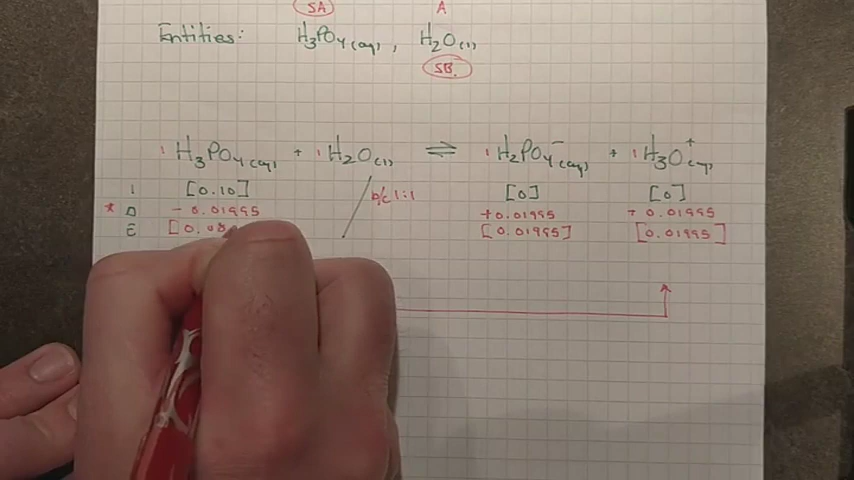 SA A
Entities: H₃PO₄(aq), H₂O(l)
SB.
1 H₃PO₄(aq) + 1 H₂O(l) ⇌ 1 H₂PO₄⁻(aq) + 1 H₃O⁺(aq)
I [0.10] b/c 1:1 [0] [0]
* Δ - 0.01995 +0.01995 + 0.01995
E [0.08 [0.01995] [0.01995]